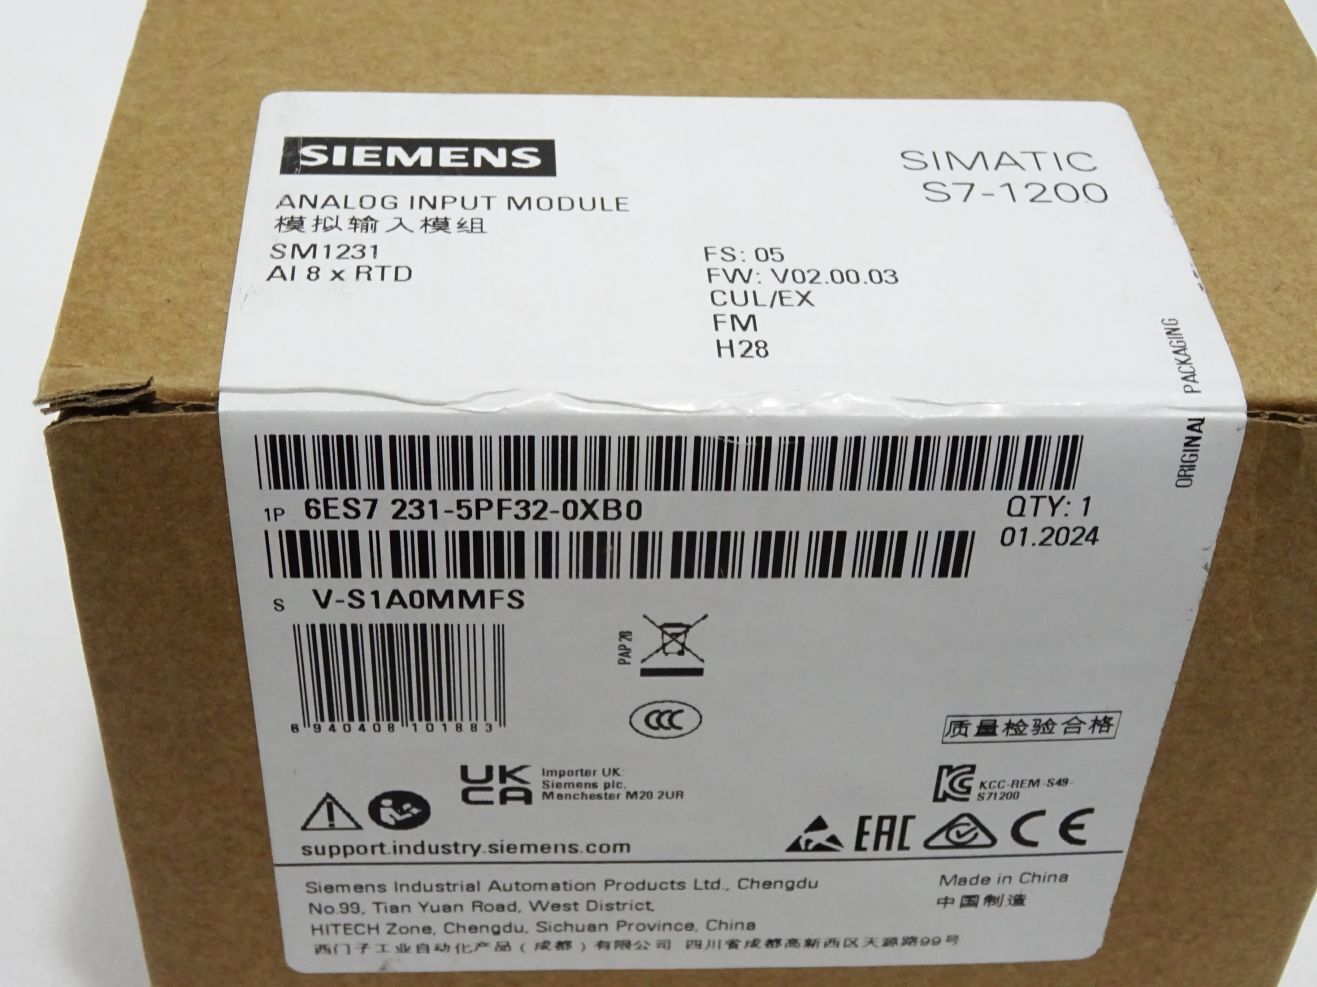 SIEMENS
SIMATIC
S7-1200
ANALOG INPUT MODULE
模拟输入模组
SM1231
AI 8 x RTD
FS: 05
FW: V02.00.03
CUL/EX
FM
H28
ORIGINAL PACKAGING
1P 6ES7 231-5PF32-0XB0
QTY: 1
01.2024
S V-S1A0MMFS
PAP 20
6 940408 101883
CCC
质量检验合格
UK
CA
Importer UK:
Siemens plc,
Manchester M20 2UR
KCC-REM-S49-
S71200
EAC
CE
support.industry.siemens.com
Siemens Industrial Automation Products Ltd., Chengdu
No.99, Tian Yuan Road, West District,
HITECH Zone, Chengdu, Sichuan Province, China
西门子工业自动化产品(成都)有限公司 四川省成都高新西区天源路99号
Made in China
中国制造